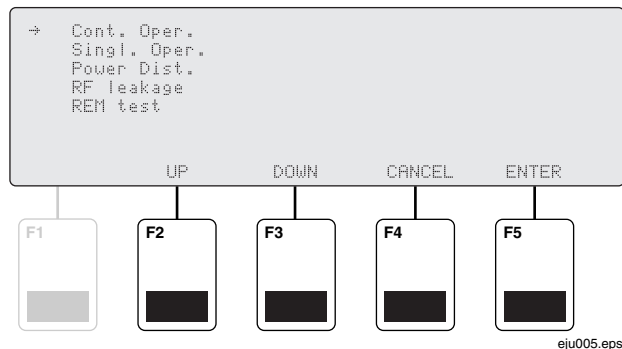 → Cont. Oper.
Singl. Oper.
Power Dist.
RF leakage
REM test
UP DOWN CANCEL ENTER
F1 F2 F3 F4 F5
eju005.eps